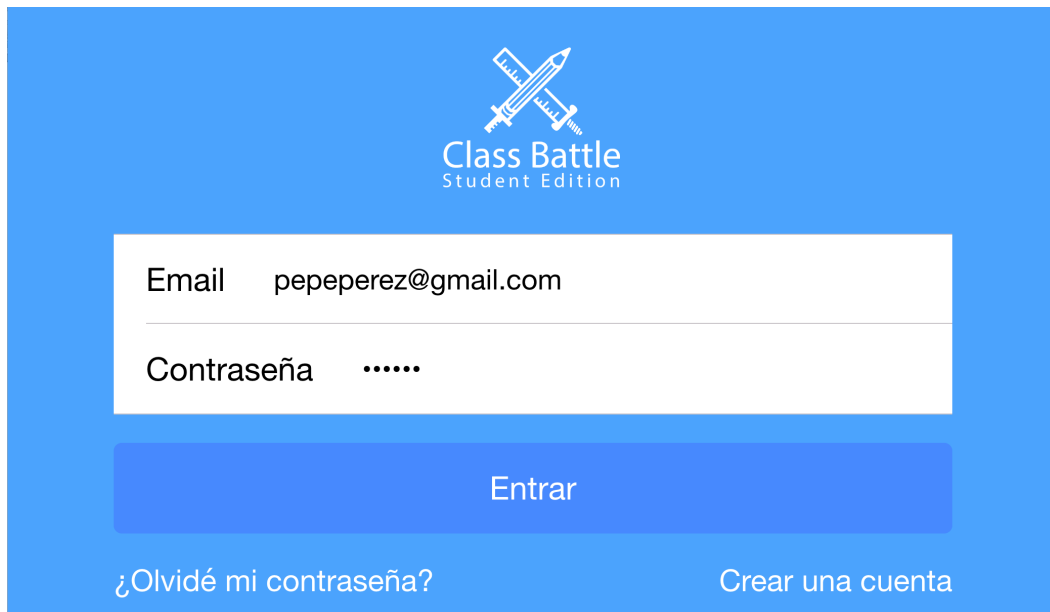 Class Battle
Student Edition
Email pepeperez@gmail.com
Contraseña ••••••
Entrar
¿Olvidé mi contraseña? Crear una cuenta